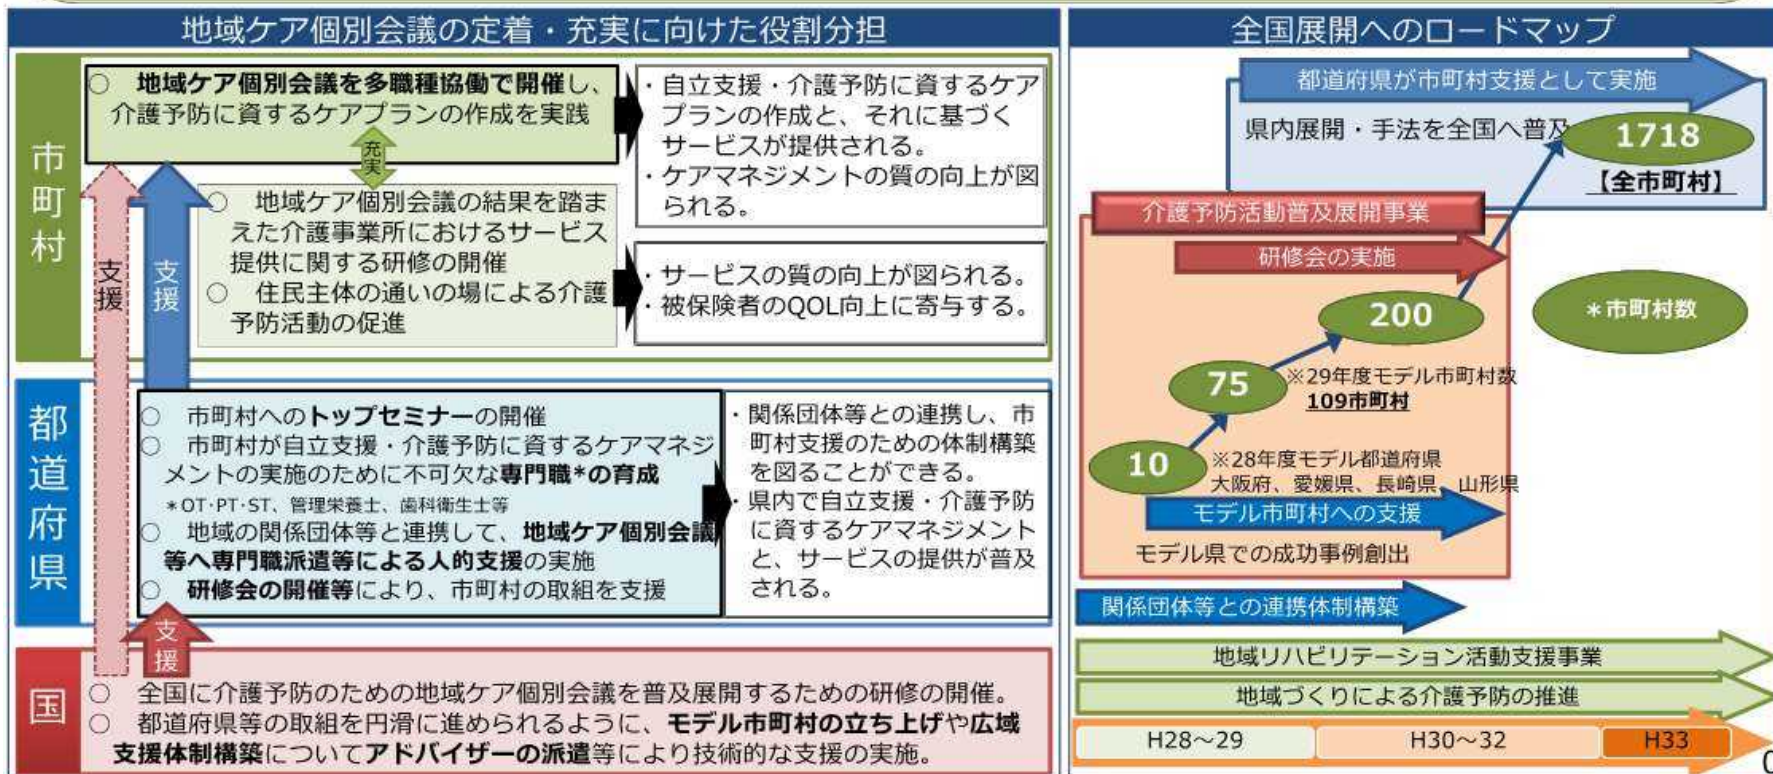 地域ケア個別会議の定着・充実に向けた役割分担
市町村
○ 地域ケア個別会議を多職種協働で開催し、
介護予防に資するケアプランの作成を実践
充実
○ 地域ケア個別会議の結果を踏ま
えた介護事業所におけるサービス
提供に関する研修の開催
○ 住民主体の通いの場による介護
予防活動の促進
・自立支援・介護予防に資するケア
プランの作成と、それに基づく
サービスが提供される。
・ケアマネジメントの質の向上が図
られる。
・サービスの質の向上が図られる。
・被保険者のQOL向上に寄与する。
支援
支援
都道府県
○ 市町村へのトップセミナーの開催
○ 市町村が自立支援・介護予防に資するケアマネジ
メントの実施のために不可欠な専門職*の育成
*OT・PT・ST、管理栄養士、歯科衛生士等
○ 地域の関係団体等と連携して、地域ケア個別会議
等へ専門職派遣等による人的支援の実施
○ 研修会の開催等により、市町村の取組を支援
・関係団体等との連携し、市
町村支援のための体制構築
を図ることができる。
・県内で自立支援・介護予防
に資するケアマネジメント
と、サービスの提供が普及
される。
支援
国
○ 全国に介護予防のための地域ケア個別会議を普及展開するための研修の開催。
○ 都道府県等の取組を円滑に進められるように、モデル市町村の立ち上げや広域
支援体制構築についてアドバイザーの派遣等により技術的な支援の実施。
全国展開へのロードマップ
都道府県が市町村支援として実施
県内展開・手法を全国へ普及
1718
【全市町村】
介護予防活動普及展開事業
研修会の実施
200
*市町村数
75
※29年度モデル市町村数
109市町村
10
※28年度モデル都道府県
大阪府、愛媛県、長崎県、山形県
モデル市町村への支援
モデル県での成功事例創出
関係団体等との連携体制構築
地域リハビリテーション活動支援事業
地域づくりによる介護予防の推進
H28～29
H30～32
H33